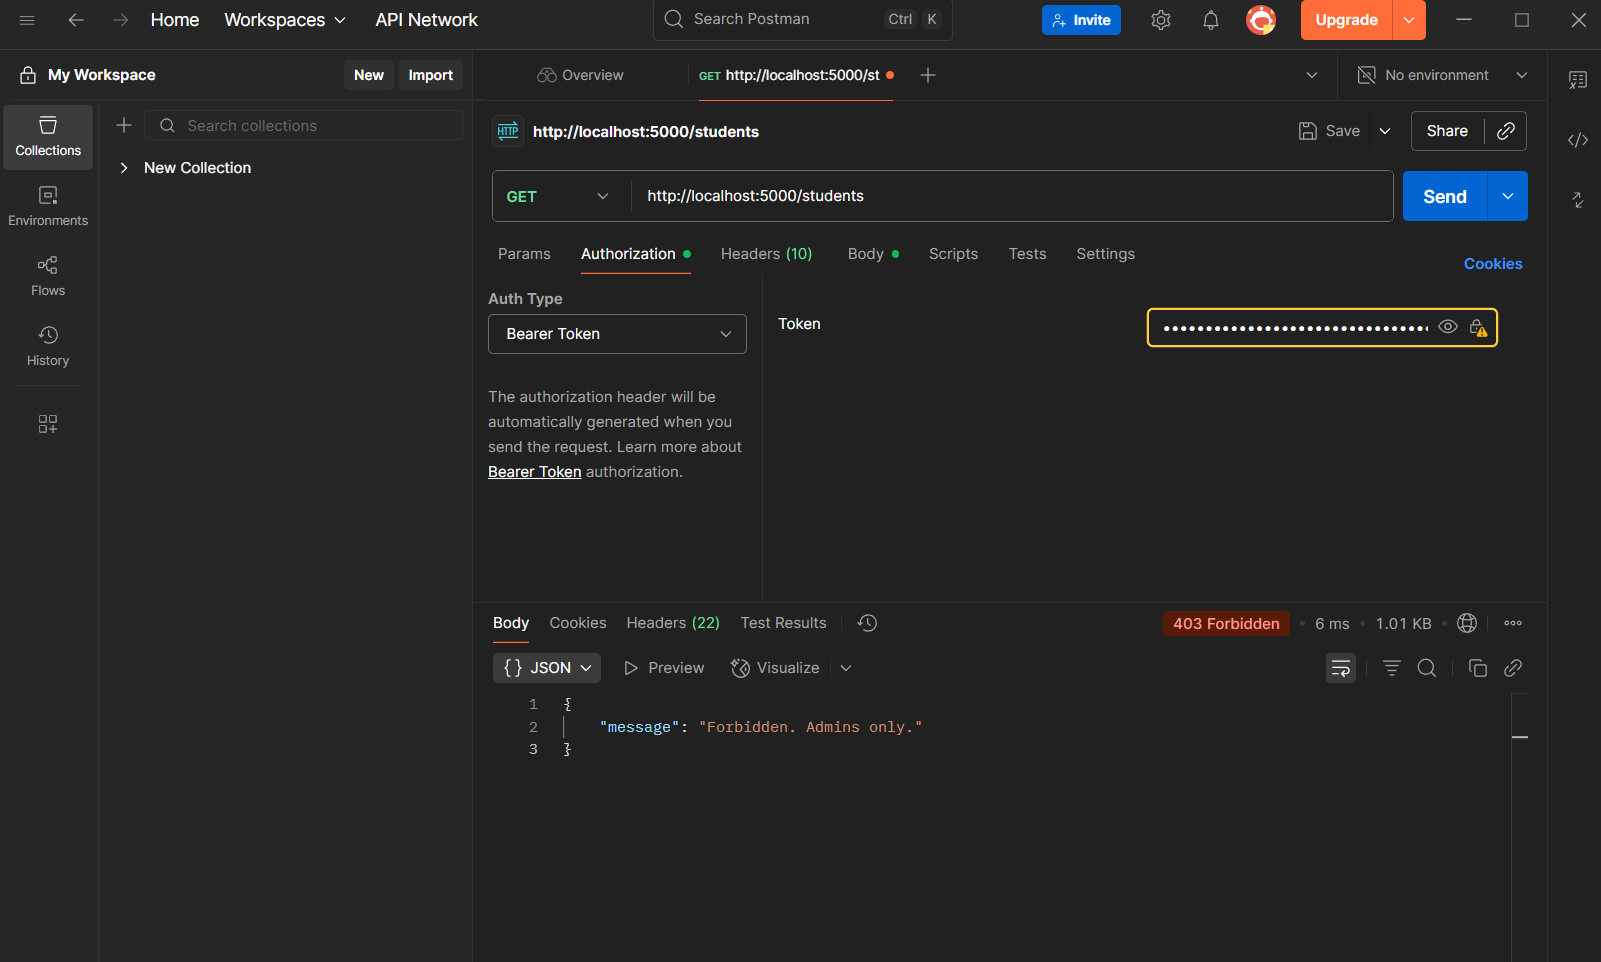 Home Workspaces API Network
Search Postman Ctrl K
Invite
Upgrade
My Workspace New Import
Overview
GET http://localhost:5000/st
No environment
Collections
Environments
Flows
History
Search collections
New Collection
HTTP http://localhost:5000/students
Save Share
GET http://localhost:5000/students Send
Params Authorization Headers (10) Body Scripts Tests Settings
Cookies
Auth Type
Bearer Token
The authorization header will be
automatically generated when you
send the request. Learn more about
Bearer Token authorization.
Token
Body Cookies Headers (22) Test Results
403 Forbidden • 6 ms • 1.01 KB
{} JSON Preview Visualize
1 {
2 "message": "Forbidden. Admins only."
3 }